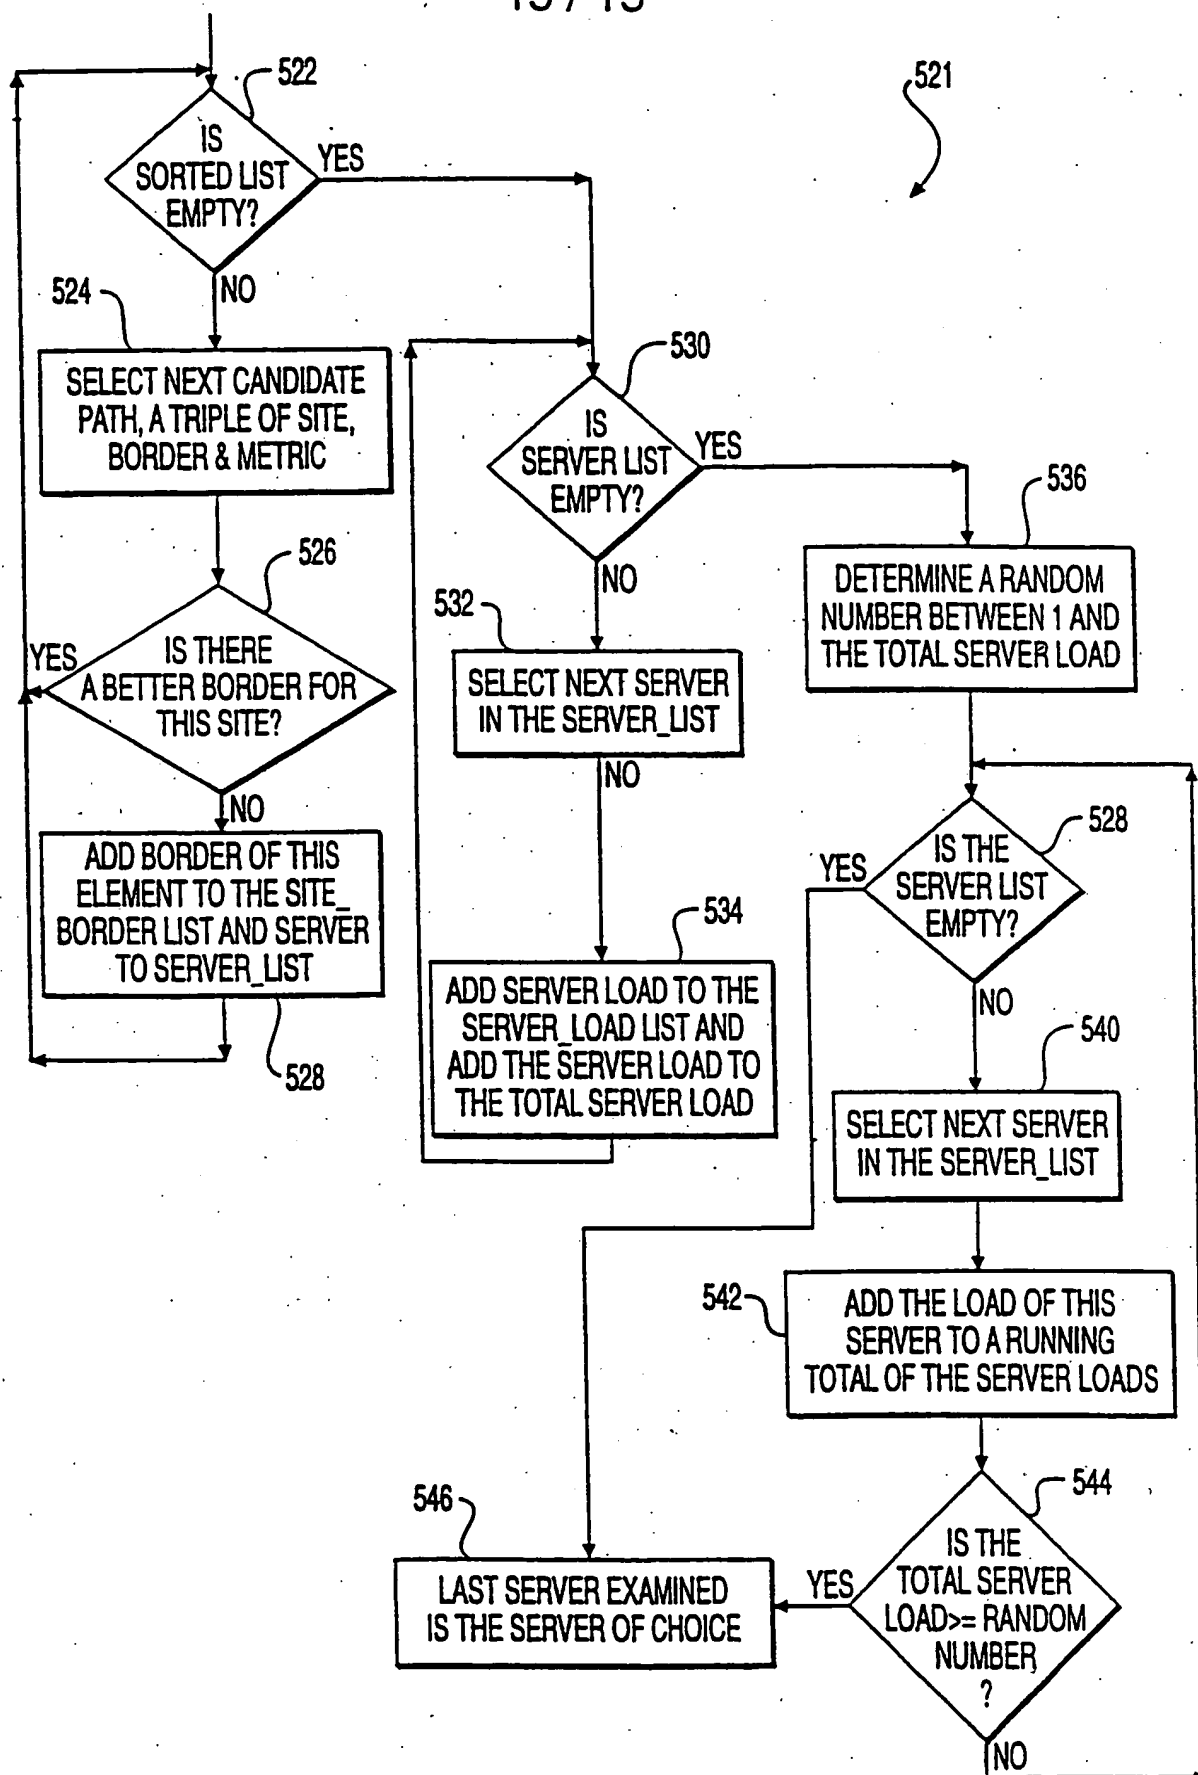 522
521
IS
SORTED LIST
EMPTY?
YES
NO
524
SELECT NEXT CANDIDATE
PATH, A TRIPLE OF SITE,
BORDER & METRIC
526
IS THERE
A BETTER BORDER FOR
THIS SITE?
YES
NO
ADD BORDER OF THIS
ELEMENT TO THE SITE_
BORDER LIST AND SERVER
TO SERVER_LIST
528
530
IS
SERVER LIST
EMPTY?
YES
NO
532
SELECT NEXT SERVER
IN THE SERVER_LIST
NO
534
ADD SERVER LOAD TO THE
SERVER_LOAD LIST AND
ADD THE SERVER LOAD TO
THE TOTAL SERVER LOAD
536
DETERMINE A RANDOM
NUMBER BETWEEN 1 AND
THE TOTAL SERVER LOAD
528
IS THE
SERVER LIST
EMPTY?
YES
NO
540
SELECT NEXT SERVER
IN THE SERVER_LIST
542
ADD THE LOAD OF THIS
SERVER TO A RUNNING
TOTAL OF THE SERVER LOADS
544
IS THE
TOTAL SERVER
LOAD>= RANDOM
NUMBER
?
YES
NO
546
LAST SERVER EXAMINED
IS THE SERVER OF CHOICE